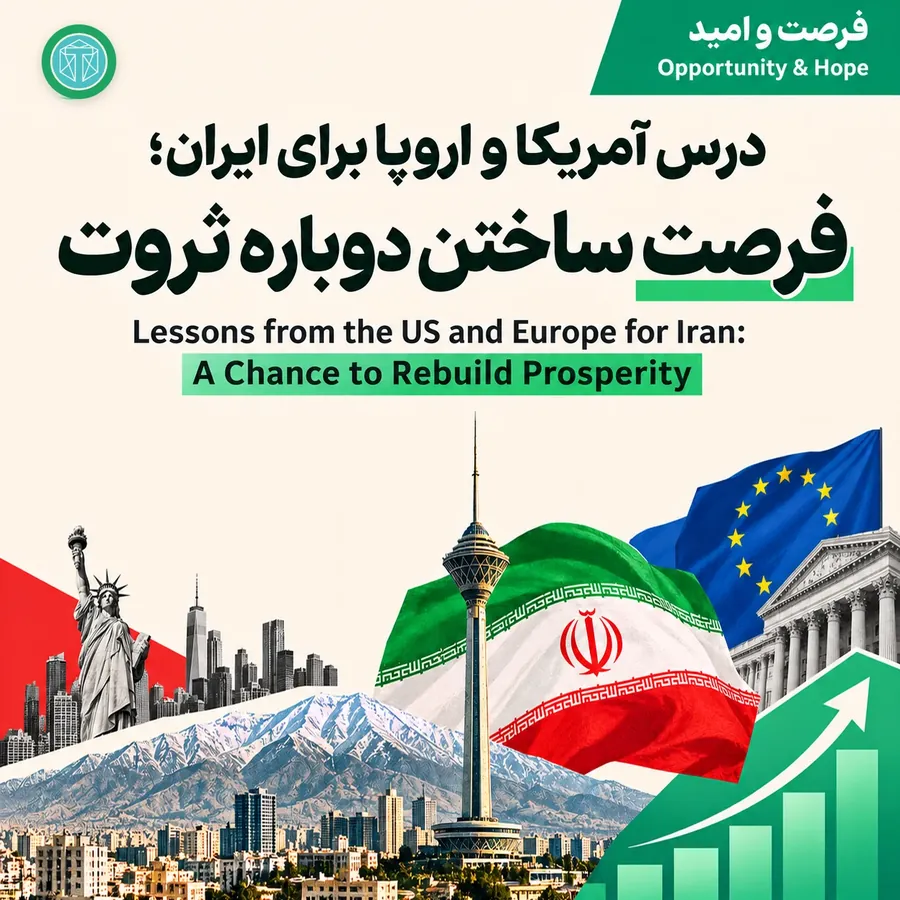 فرصت و امید
Opportunity & Hope
درس آمریکا و اروپا برای ایران؛
فرصت ساختن دوباره ثروت
Lessons from the US and Europe for Iran:
A Chance to Rebuild Prosperity